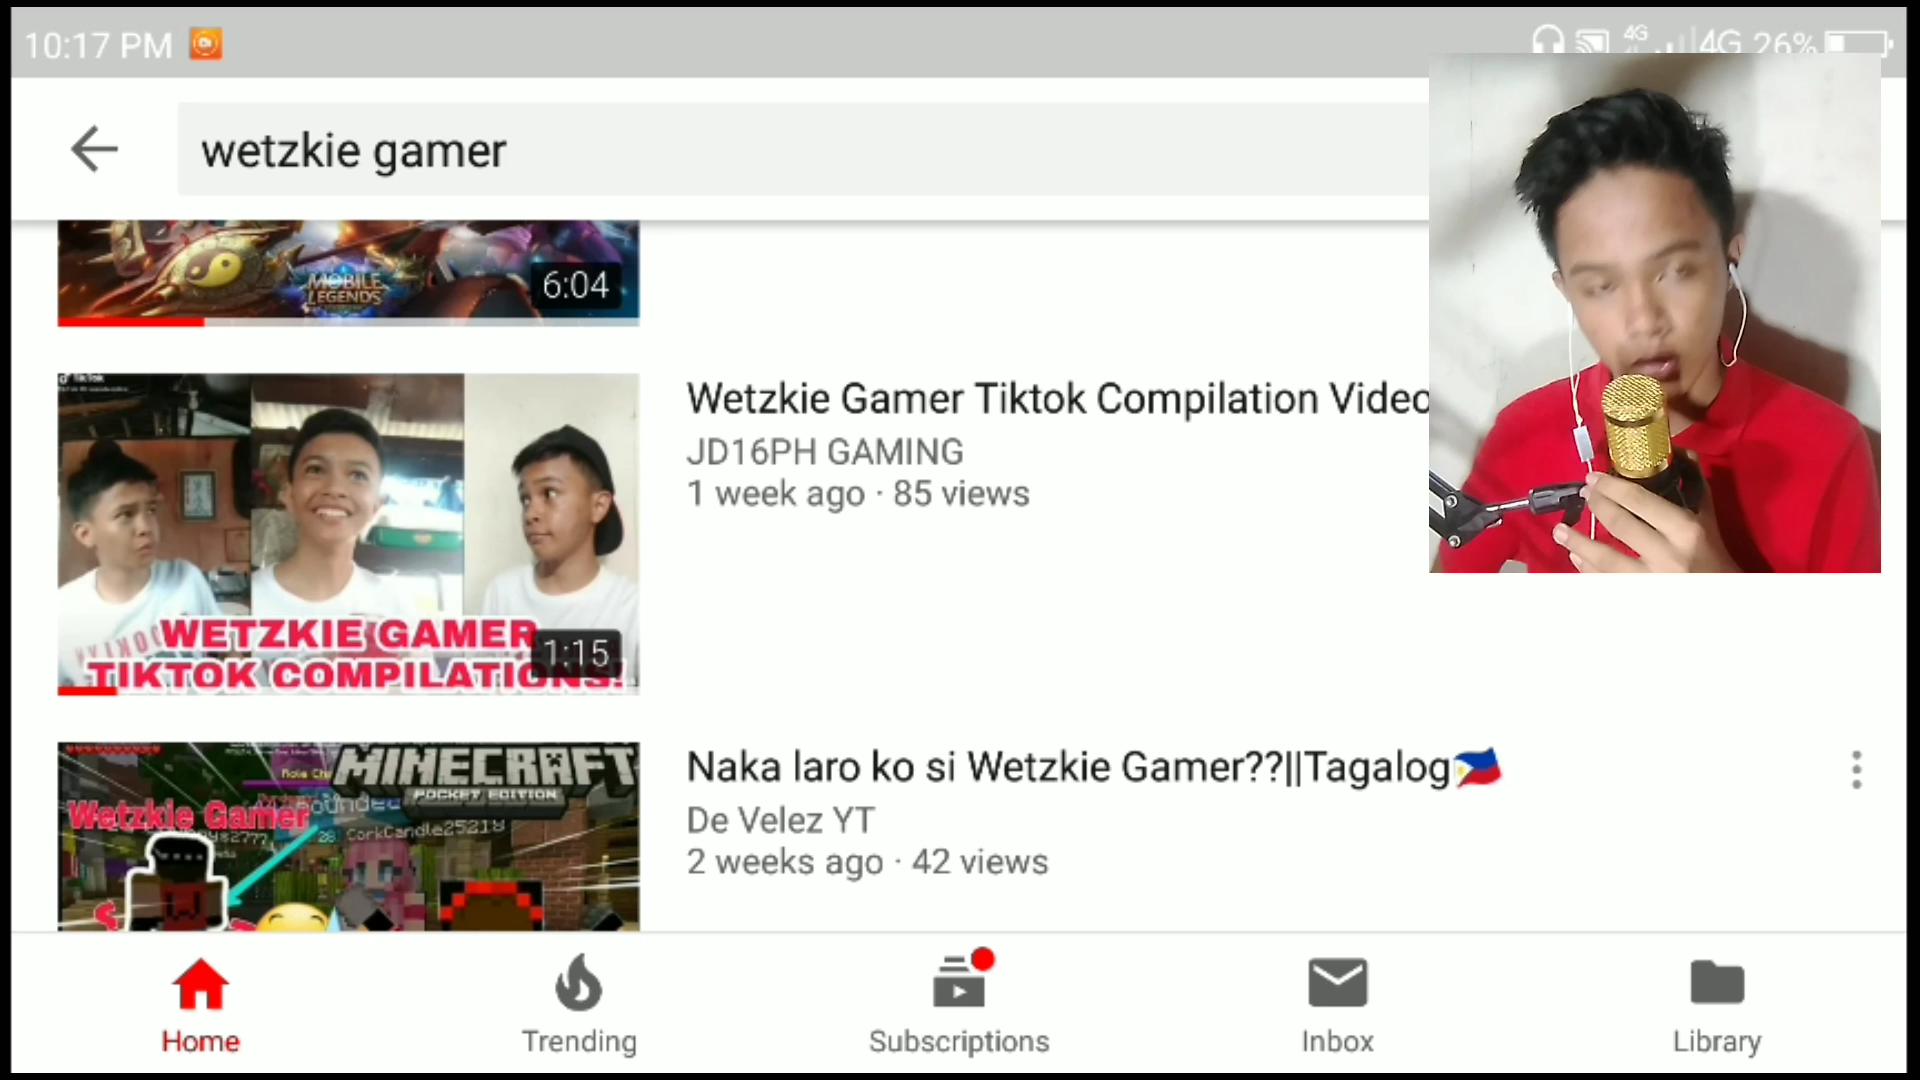 10:17 PM
4G
4G 26%
wetzkie gamer
MOBILE
LEGENDS
6:04
TikTok
WETZKIE GAMER
TIKTOK COMPILATIONS!
1:15
Wetzkie Gamer Tiktok Compilation Video
JD16PH GAMING
1 week ago · 85 views
MINECRAFT
POCKET EDITION
Wetzkie Gamer
CorkCandle25218
Naka laro ko si Wetzkie Gamer??||Tagalog🇵🇭
De Velez YT
2 weeks ago · 42 views
Home
Trending
Subscriptions
Inbox
Library